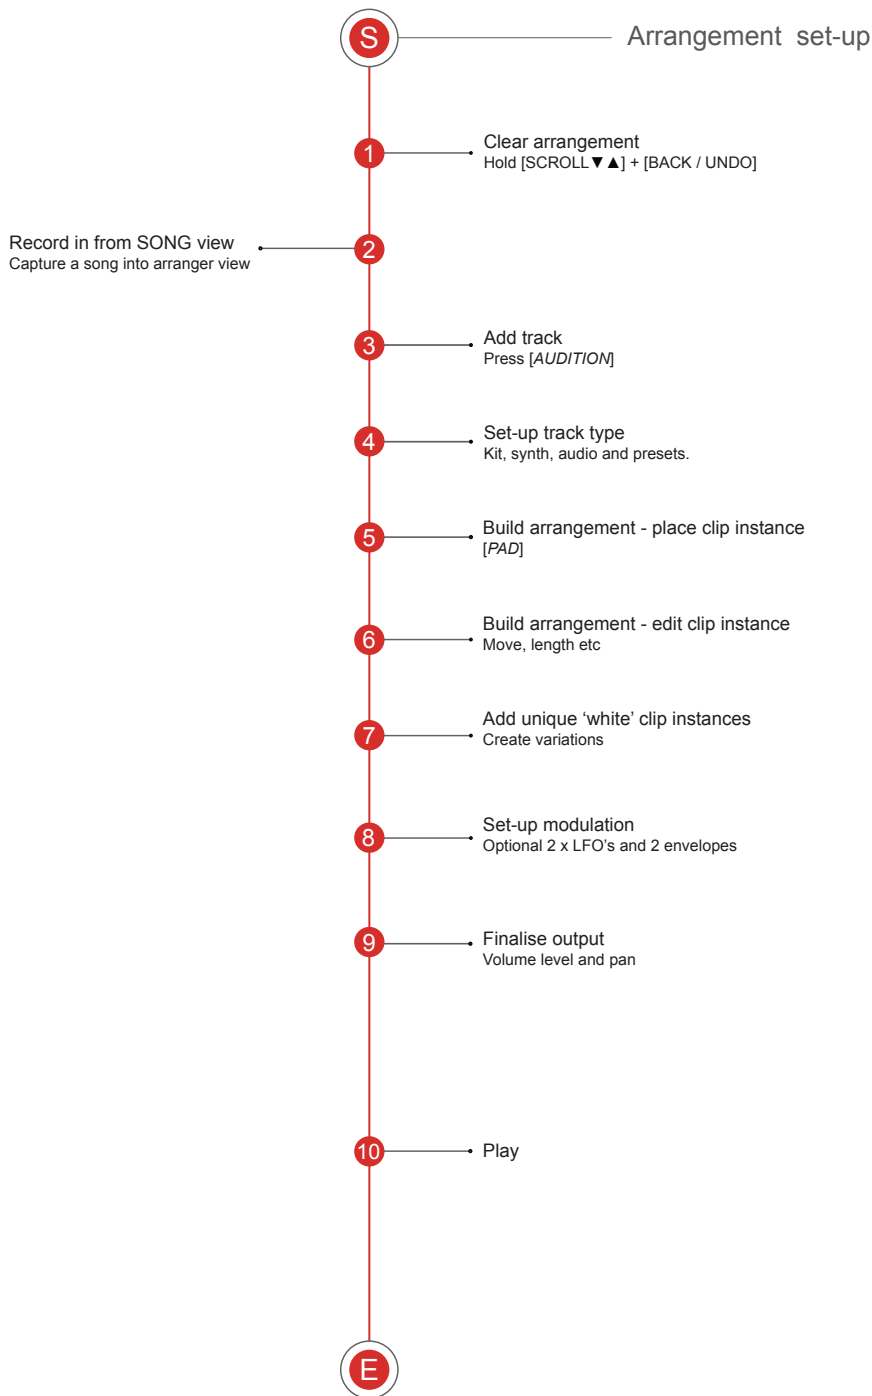 S
Arrangement set-up
1
Clear arrangement
Hold [SCROLL▼▲] + [BACK / UNDO]
Record in from SONG view
Capture a song into arranger view
2
3
Add track
Press [AUDITION]
4
Set-up track type
Kit, synth, audio and presets.
5
Build arrangement - place clip instance
[PAD]
6
Build arrangement - edit clip instance
Move, length etc
7
Add unique ‘white’ clip instances
Create variations
8
Set-up modulation
Optional 2 x LFO’s and 2 envelopes
9
Finalise output
Volume level and pan
10
Play
E